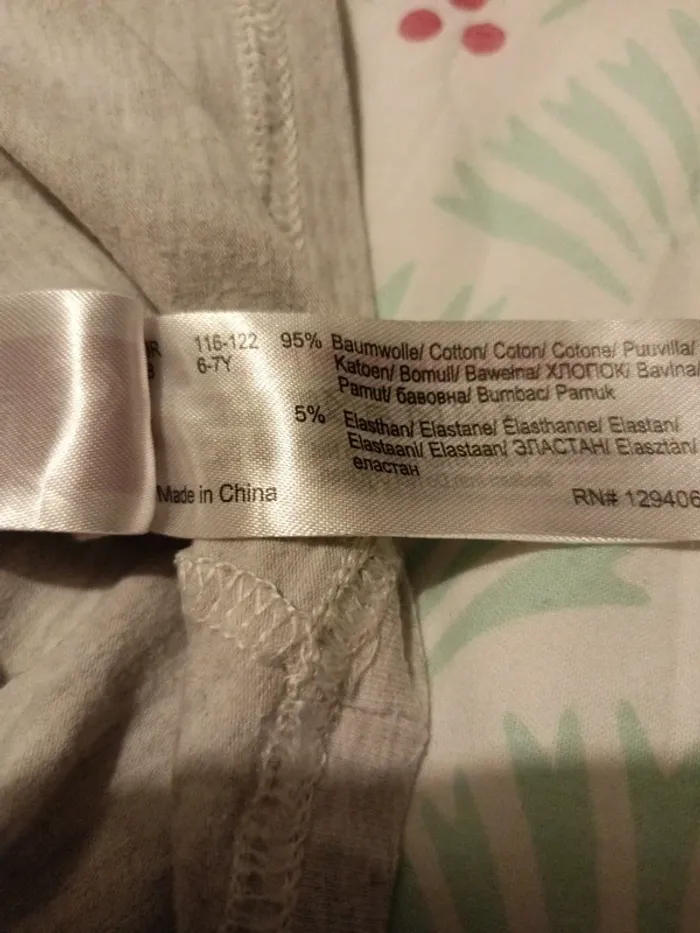 116-122
6-7Y
95% Baumwolle/ Cotton/ Coton/ Cotone/ Puuvilla/
Katoen/ Bomull/ Bawełna/ ХЛОПОК/ Bavlna/
Pamut/ бавовна/ Bumbac/ Pamuk
5% Elasthan/ Elastane/ Élasthanne/ Elastan/
Elastaani/ Elastaan/ ЭЛАСТАН/ Elasztán/
еластан
Made in China
RN# 129406